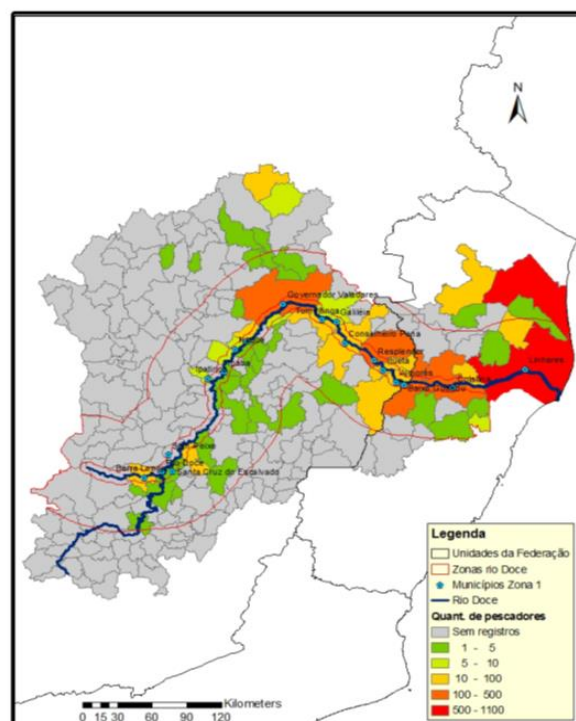 N
Governador Valadares
Galiléia
Conselheiro Pena
Resplendor
Aimorés
Linhares
Santa Cruz do Escalvado
Legenda
Unidades da Federação
Zonas rio Doce
Municípios Zona 1
Rio Doce
Quant. de pescadores
Sem registros
1 - 5
5 - 10
10 - 100
100 - 500
500 - 1100
Kilometers
0 15 30 60 90 120